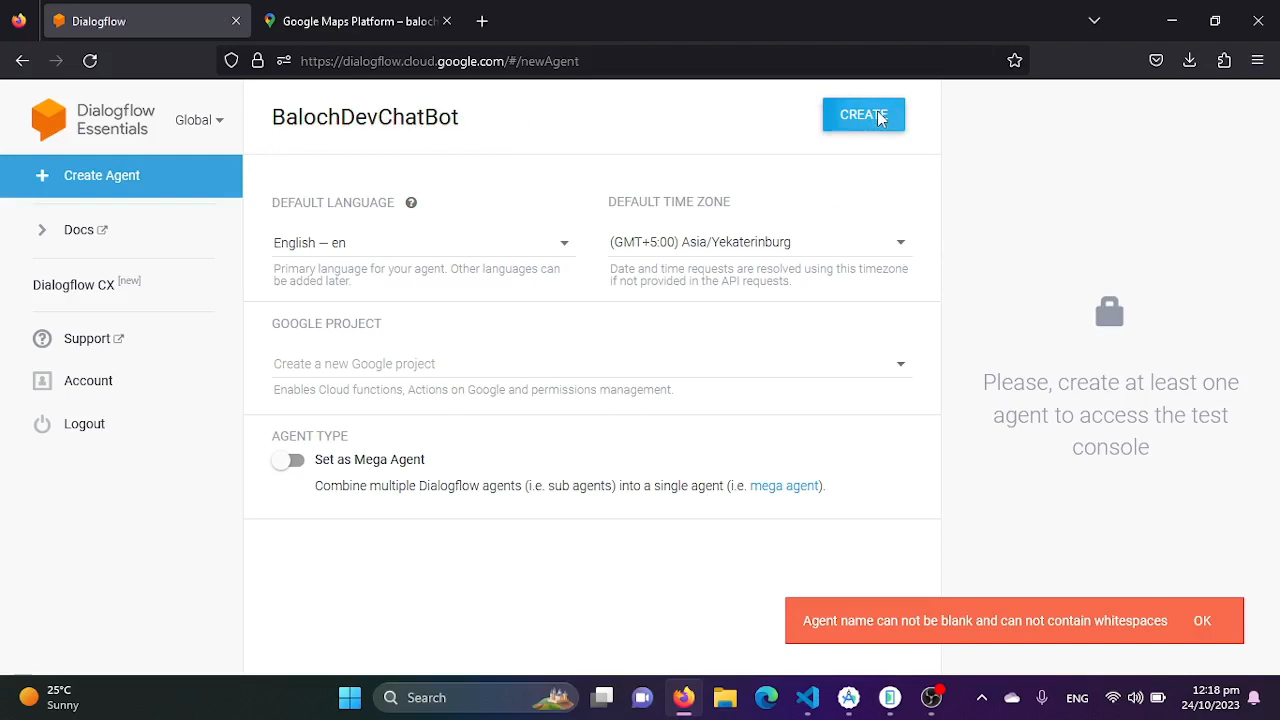 Dialogflow
Google Maps Platform – baloch
https://dialogflow.cloud.google.com/#/newAgent
Dialogflow
Essentials
Global
BalochDevChatBot
CREATE
Create Agent
Docs
Dialogflow CX [new]
Support
Account
Logout
DEFAULT LANGUAGE
DEFAULT TIME ZONE
English — en
(GMT+5:00) Asia/Yekaterinburg
Primary language for your agent. Other languages can
be added later.
Date and time requests are resolved using this timezone
if not provided in the API requests.
GOOGLE PROJECT
Create a new Google project
Enables Cloud functions, Actions on Google and permissions management.
AGENT TYPE
Set as Mega Agent
Combine multiple Dialogflow agents (i.e. sub agents) into a single agent (i.e. mega agent).
Please, create at least one
agent to access the test
console
Agent name can not be blank and can not contain whitespaces
OK
25°C
Sunny
Search
ENG
12:18 pm
24/10/2023